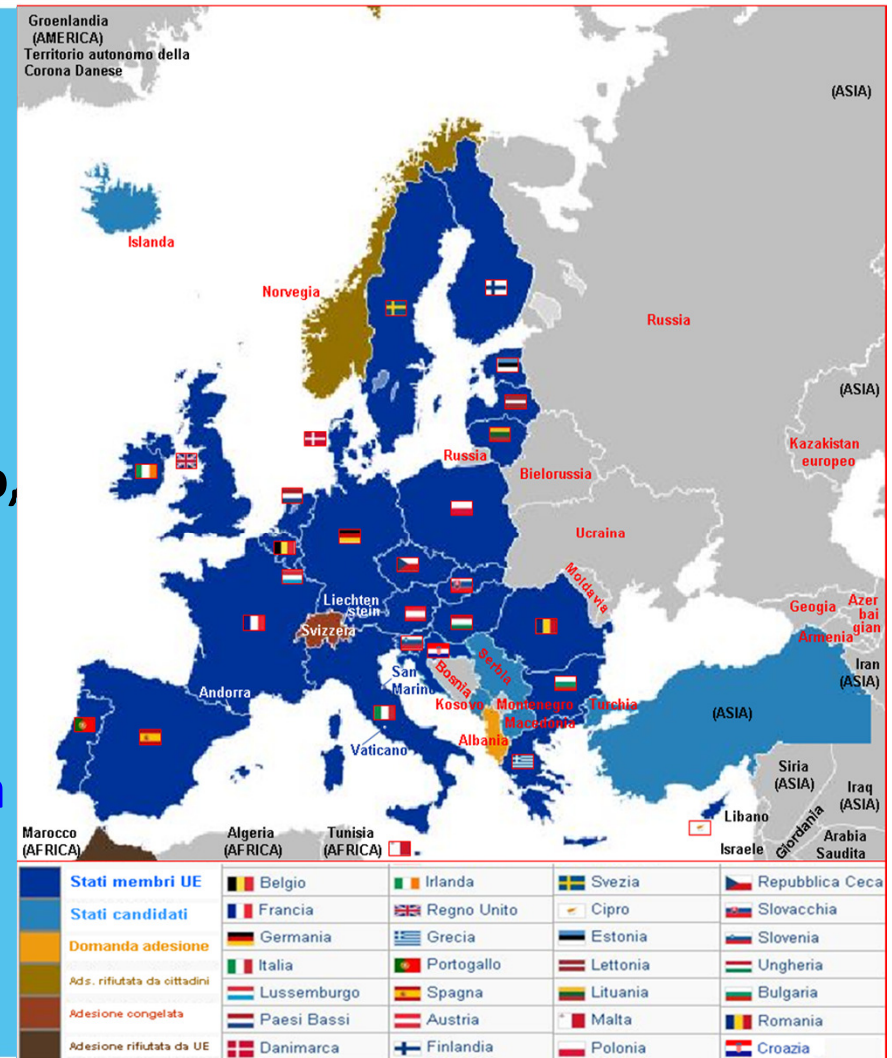 Groenlandia
(AMERICA)
Territorio autonomo della
Corona Danese
(ASIA)
Islanda
Norvegia
Russia
(ASIA)
Kazakistan
europeo
Russia
Bielorussia
Ucraina
Moldavia
Liechten
stein
Svizzera
Geogia
Azer
bai
gian
Armenia
Iran
(ASIA)
San
Marino
Serbia
Bosnia
Andorra
Kosovo
Montenegro
Turchia
Macedonia
(ASIA)
Albania
Vaticano
Siria
(ASIA)
Iraq
(ASIA)
Libano
Giordania
Marocco
(AFRICA)
Algeria
(AFRICA)
Tunisia
(AFRICA)
Israele
Arabia
Saudita
Stati membri UE
Belgio
Irlanda
Svezia
Repubblica Ceca
Stati candidati
Francia
Regno Unito
Cipro
Slovacchia
Domanda adesione
Germania
Grecia
Estonia
Slovenia
Ads. rifiutata da cittadini
Italia
Portogallo
Lettonia
Ungheria
Adesione congelata
Lussemburgo
Spagna
Lituania
Bulgaria
Adesione rifiutata da UE
Paesi Bassi
Austria
Malta
Romania
Danimarca
Finlandia
Polonia
Croazia